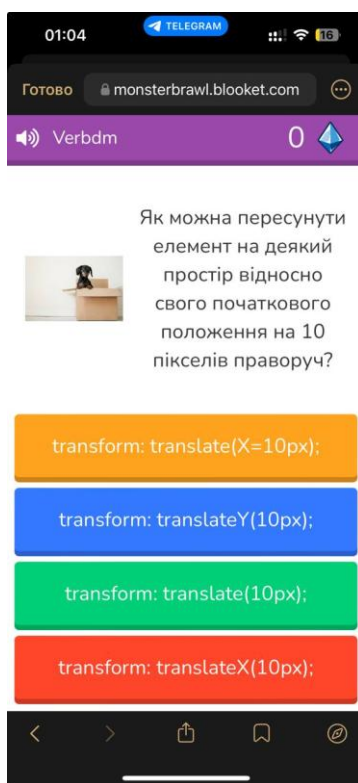 01:04
TELEGRAM
16
Готово
monsterbrawl.blooket.com
Verbdm
0
Як можна пересунути
елемент на деякий
простір відносно
свого початкового
положення на 10
пікселів праворуч?
transform: translate(X=10px);
transform: translateY(10px);
transform: translate(10px);
transform: translateX(10px);